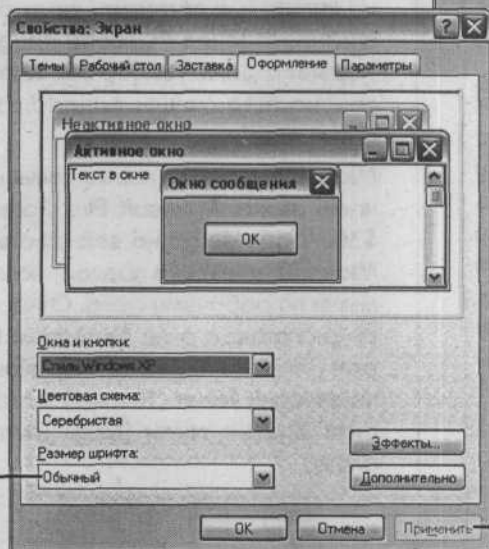 Свойства: Экран
Темы Рабочий стол Заставка Оформление Параметры
Неактивное окно
Активное окно
Текст в окне
Окно сообщения
OK
Окна и кнопки:
Стиль Windows XP
Цветовая схема:
Серебристая
Эффекты...
Размер шрифта:
Обычный
Дополнительно
OK Отмена Применить